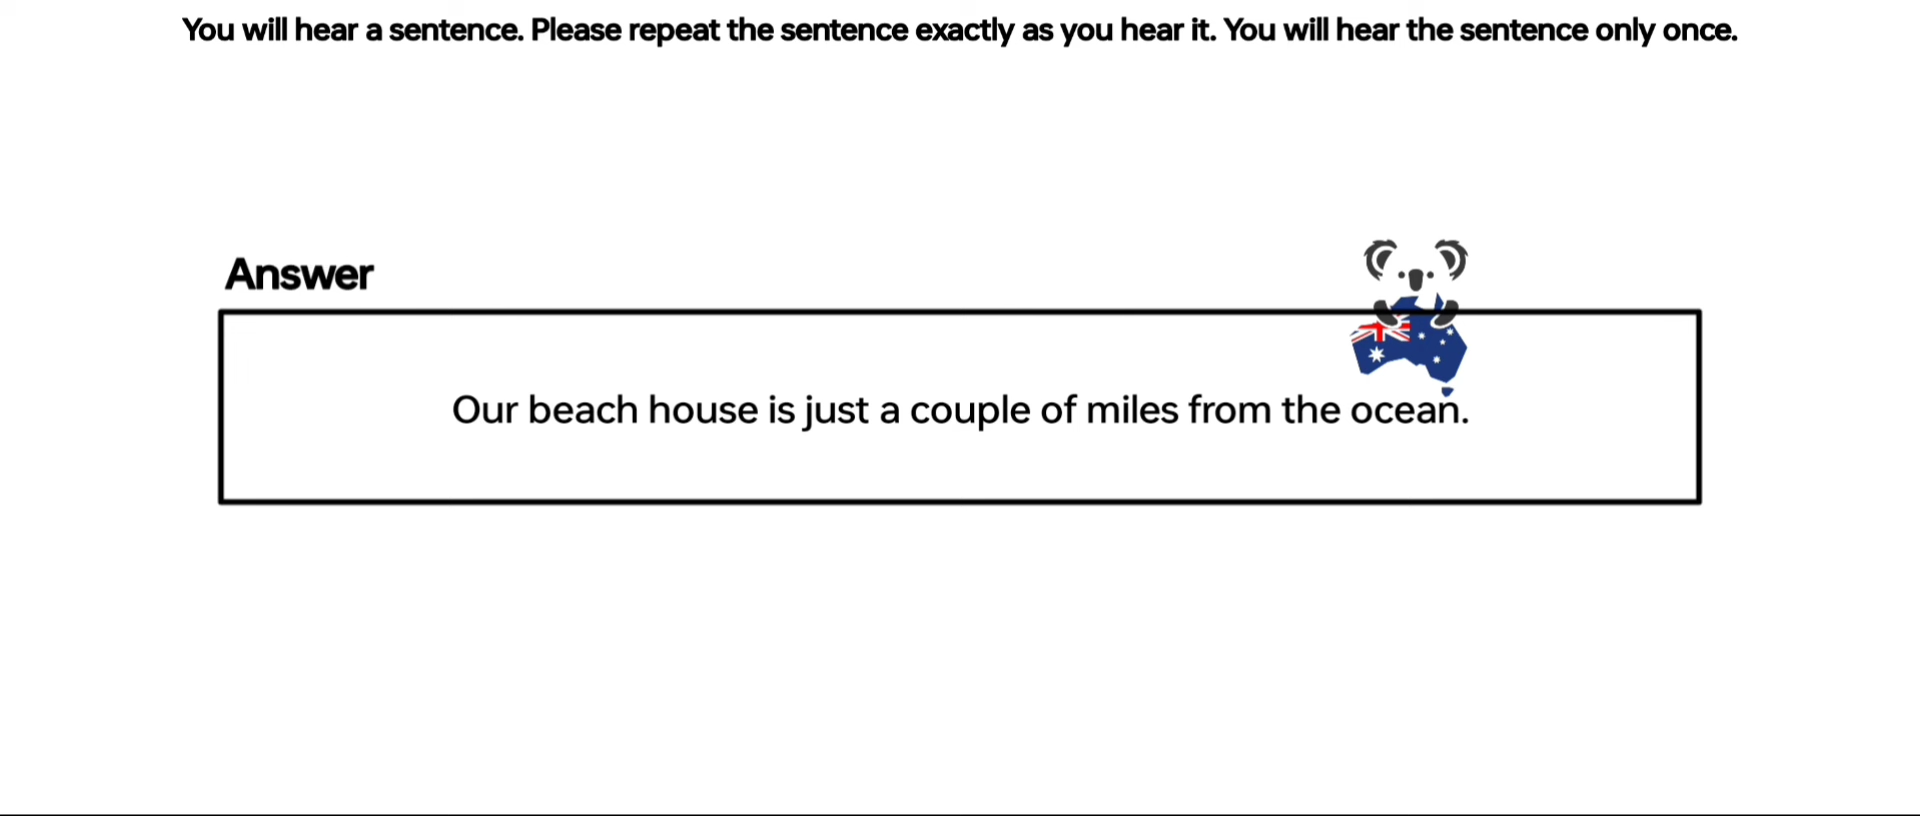 You will hear a sentence. Please repeat the sentence exactly as you hear it. You will hear the sentence only once.
Answer
Our beach house is just a couple of miles from the ocean.